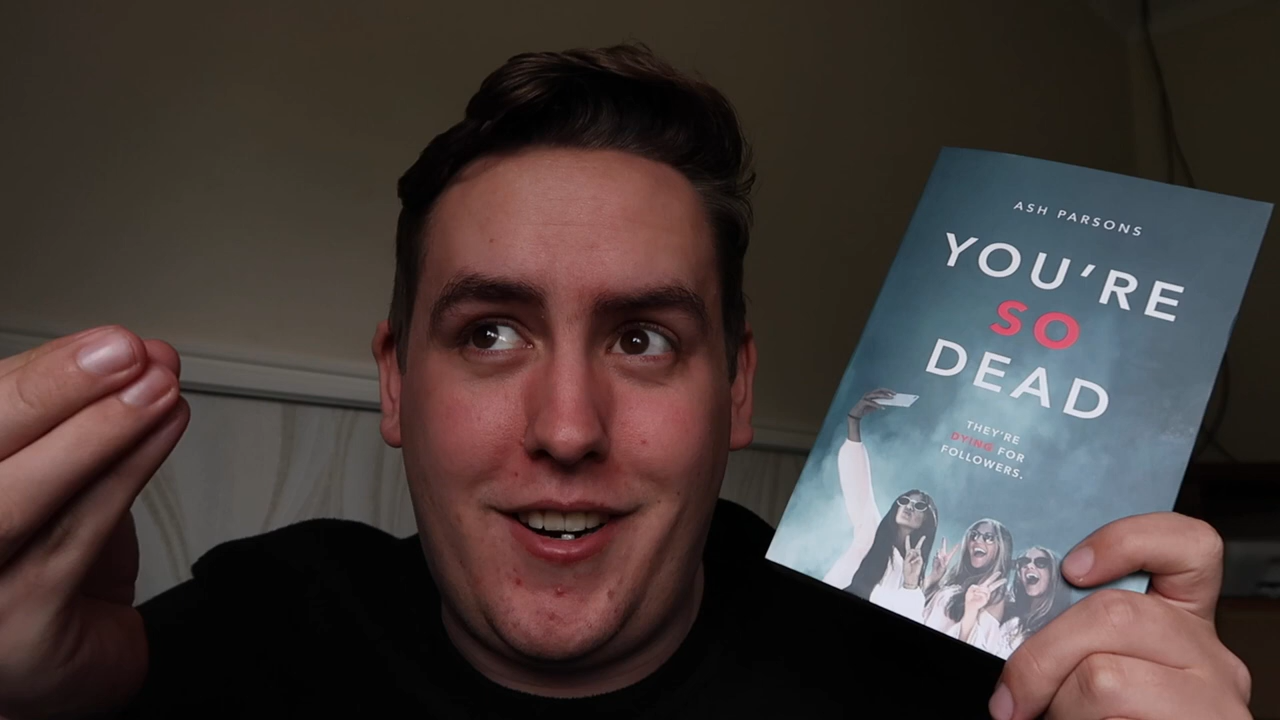 ASH PARSONS
YOU'RE
SO
DEAD
THEY'RE
DYING FOR
FOLLOWERS.